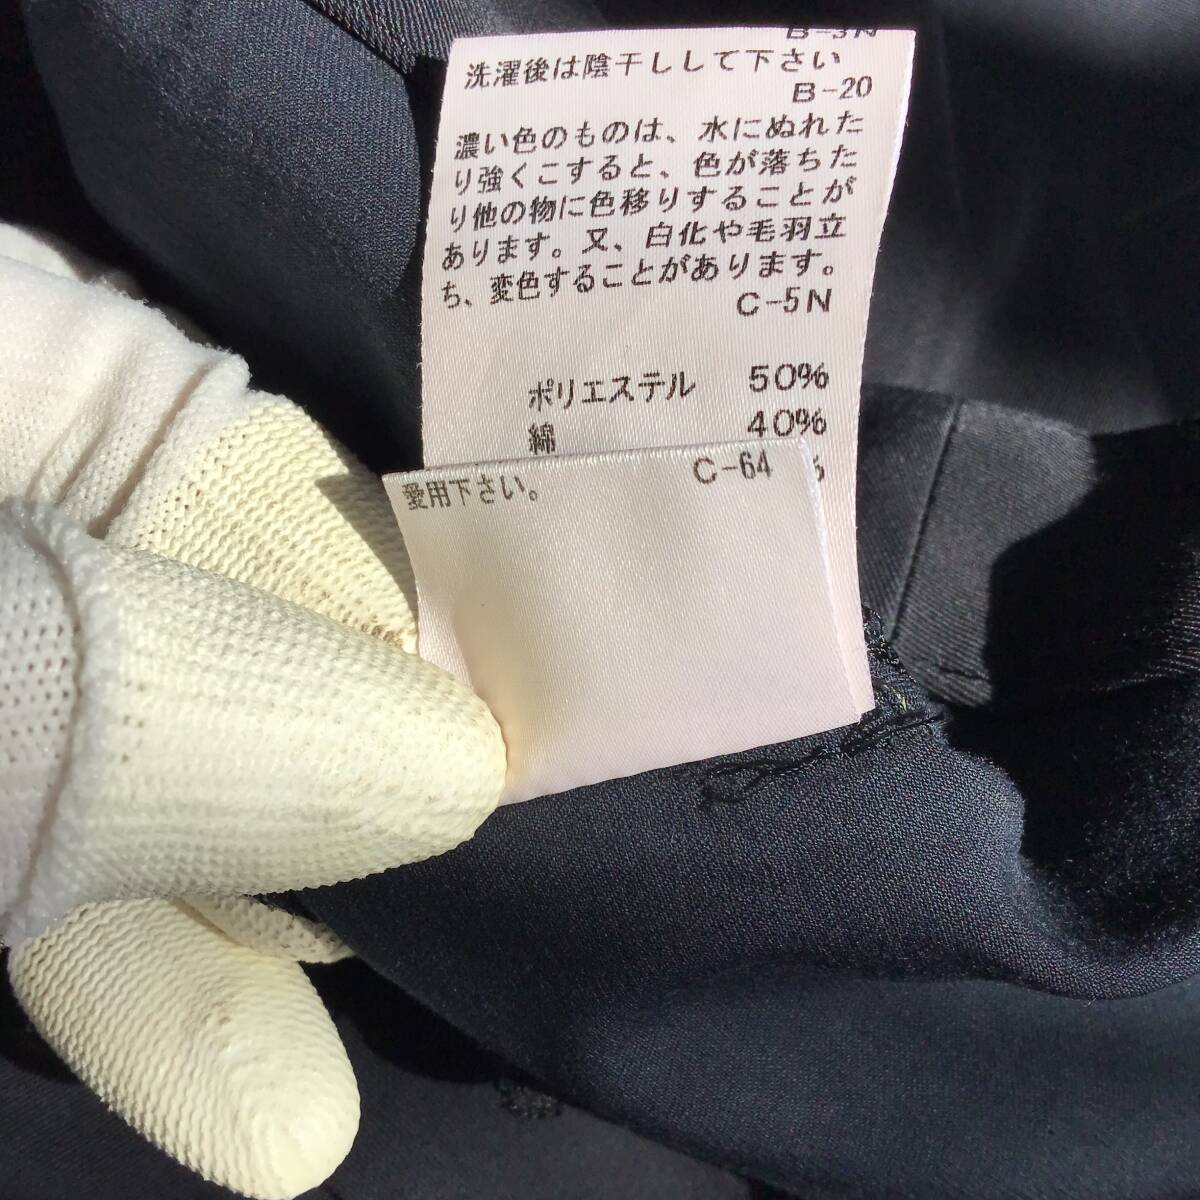 B-3N
洗濯後は陰干しして下さい
B-20
濃い色のものは、水にぬれた
り強くこすると、色が落ちた
り他の物に色移りすることが
あります。又、白化や毛羽立
ち、変色することがあります。
C-5N
ポリエステル 50%
綿 40%
%
愛用下さい。 C-64